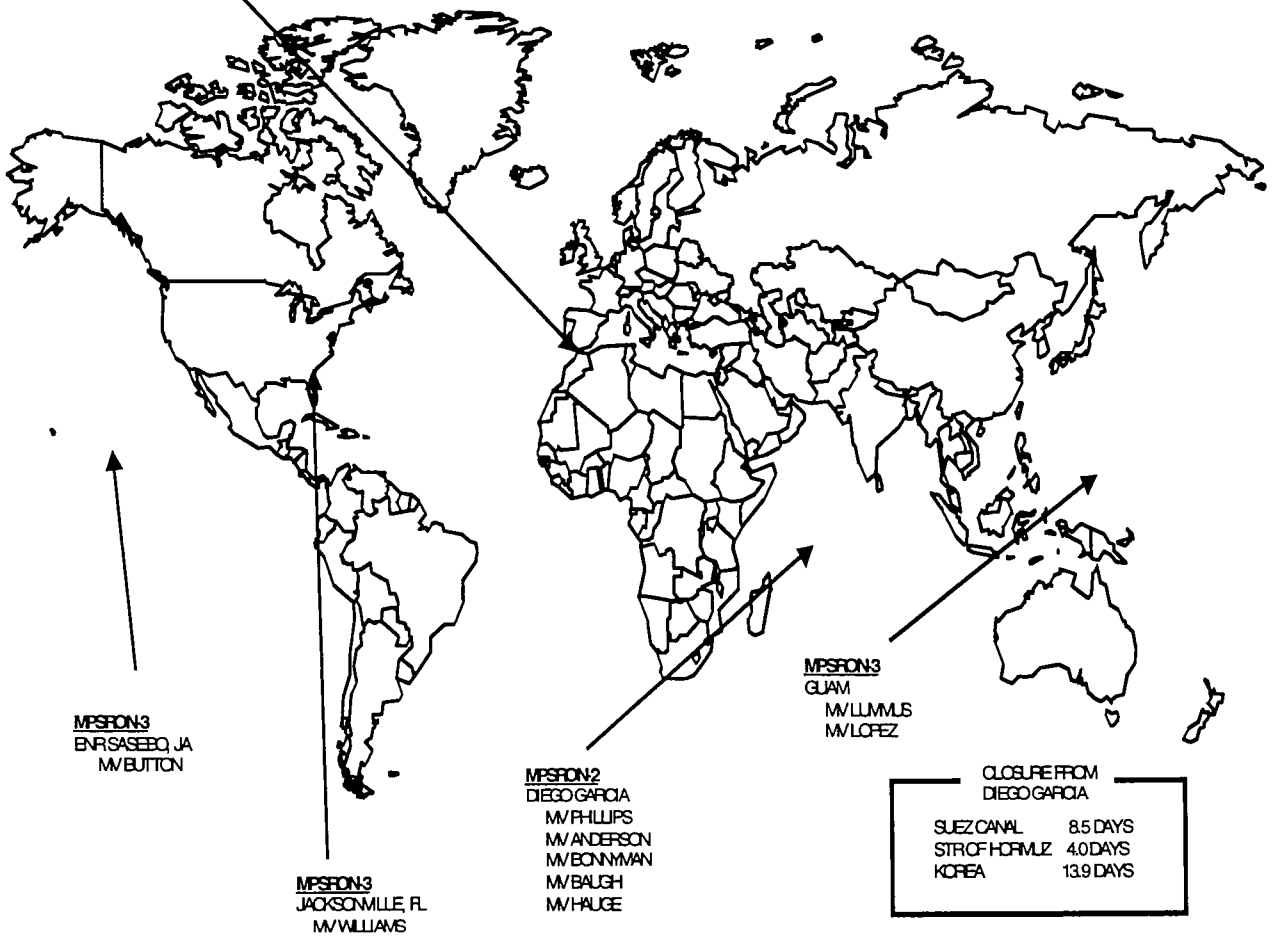 MPSRON-3
ENR SASEBO, JA
MV BUTTON
MPSRON-3
JACKSONVILLE, FL
MV WILLIAMS
MPSRON-2
DIEGO GARCIA
MV PHILLIPS
MV ANDERSON
MV BONNYMAN
MV BAUGH
MV HAUGE
MPSRON-3
GUAM
MV LUMMUS
MV LOPEZ
CLOSURE FROM
DIEGO GARCIA
SUEZ CANAL 8.5 DAYS
STR OF HORMUZ 4.0 DAYS
KOREA 13.9 DAYS